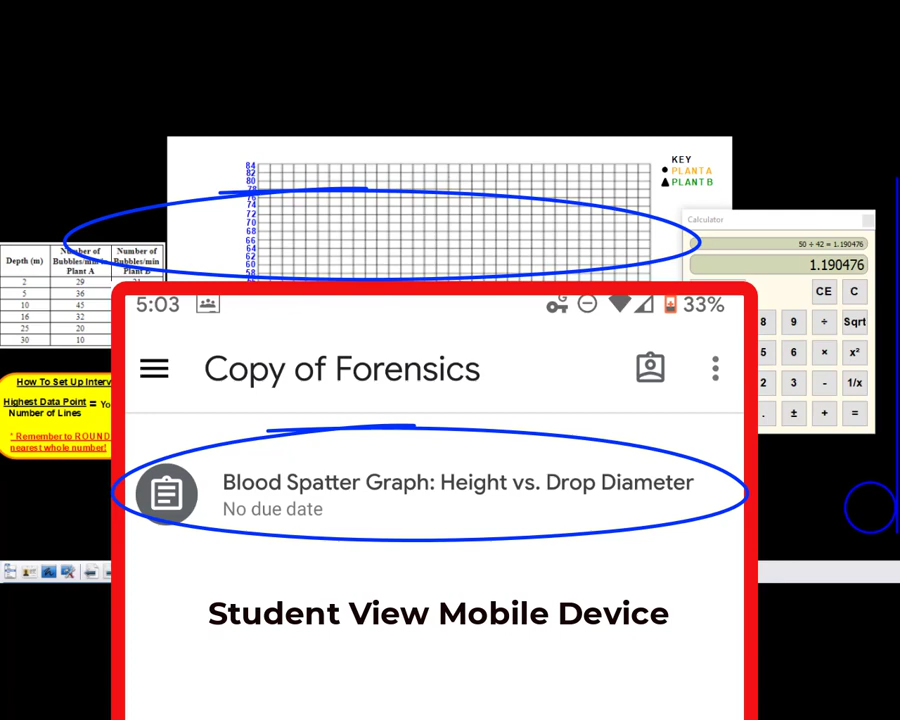 KEY
PLANT A
PLANT B
84
82
80
78
76
74
72
70
68
66
64
62
60
58
Calculator
50 ÷ 42 = 1.190476
1.190476
CE
C
8
9
÷
Sqrt
5
6
×
x²
2
3
-
1/x
.
±
+
=
Depth (m)
Number of Bubbles/min Plant A
Number of Bubbles/min Plant B
2 29
5 36
10 45
16 32
25 20
30 10
How To Set Up Interv
Highest Data Point = Yo
Number of Lines
* Remember to ROUND
nearest whole number!
5:03
33%
Copy of Forensics
Blood Spatter Graph: Height vs. Drop Diameter
No due date
Student View Mobile Device